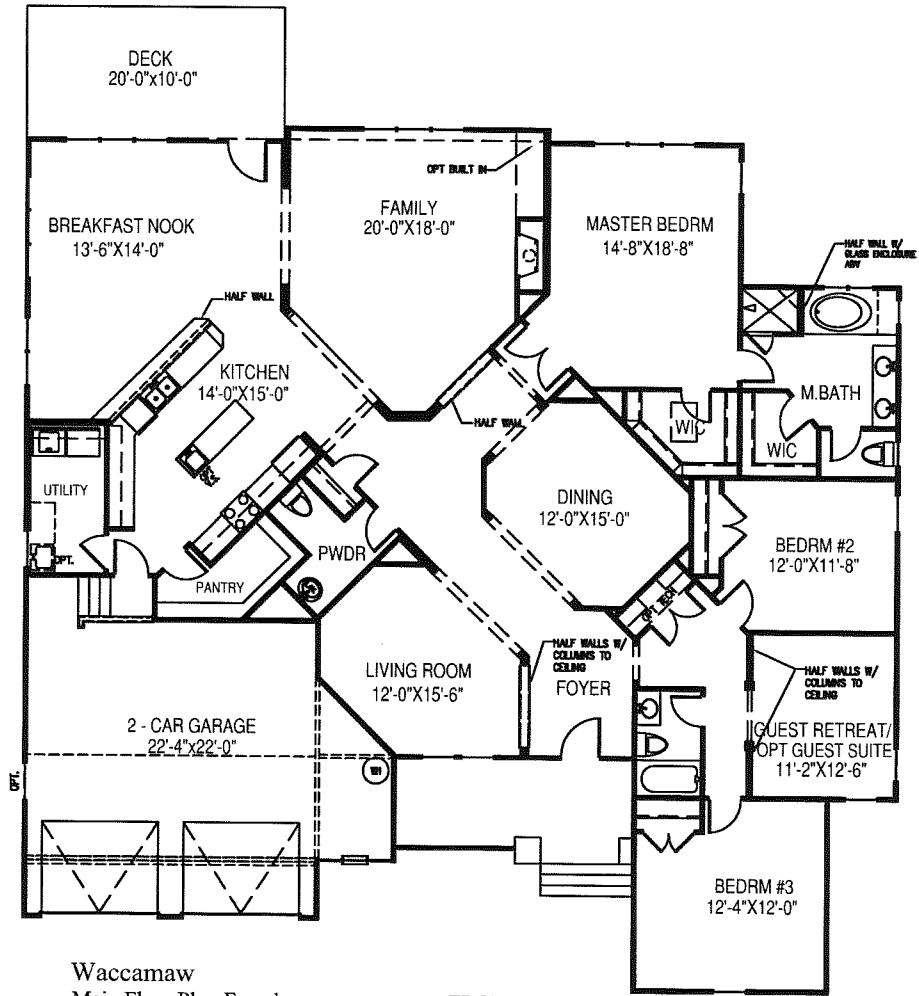 DECK
20'-0"x10'-0"
OPT BUILT IN
FAMILY
20'-0"X18'-0"
BREAKFAST NOOK
13'-6"X14'-0"
MASTER BEDRM
14'-8"X18'-8"
HALF WALL W/
GLASS ENCLOSURE
ABV
HALF WALL
KITCHEN
14'-0"X15'-0"
HALF WALL
WIC
WIC
M.BATH
UTILITY
OPT.
DINING
12'-0"X15'-0"
PWDR
PANTRY
BEDRM #2
12'-0"X11'-8"
OPT DECK
LIVING ROOM
12'-0"X15'-6"
HALF WALLS W/
COLUMNS TO
CEILING
FOYER
HALF WALLS W/
COLUMNS TO
CEILING
2 - CAR GARAGE
22'-4"x22'-0"
GUEST RETREAT/
OPT GUEST SUITE
11'-2"X12'-6"
WH
OPT.
BEDRM #3
12'-4"X12'-0"
Waccamaw